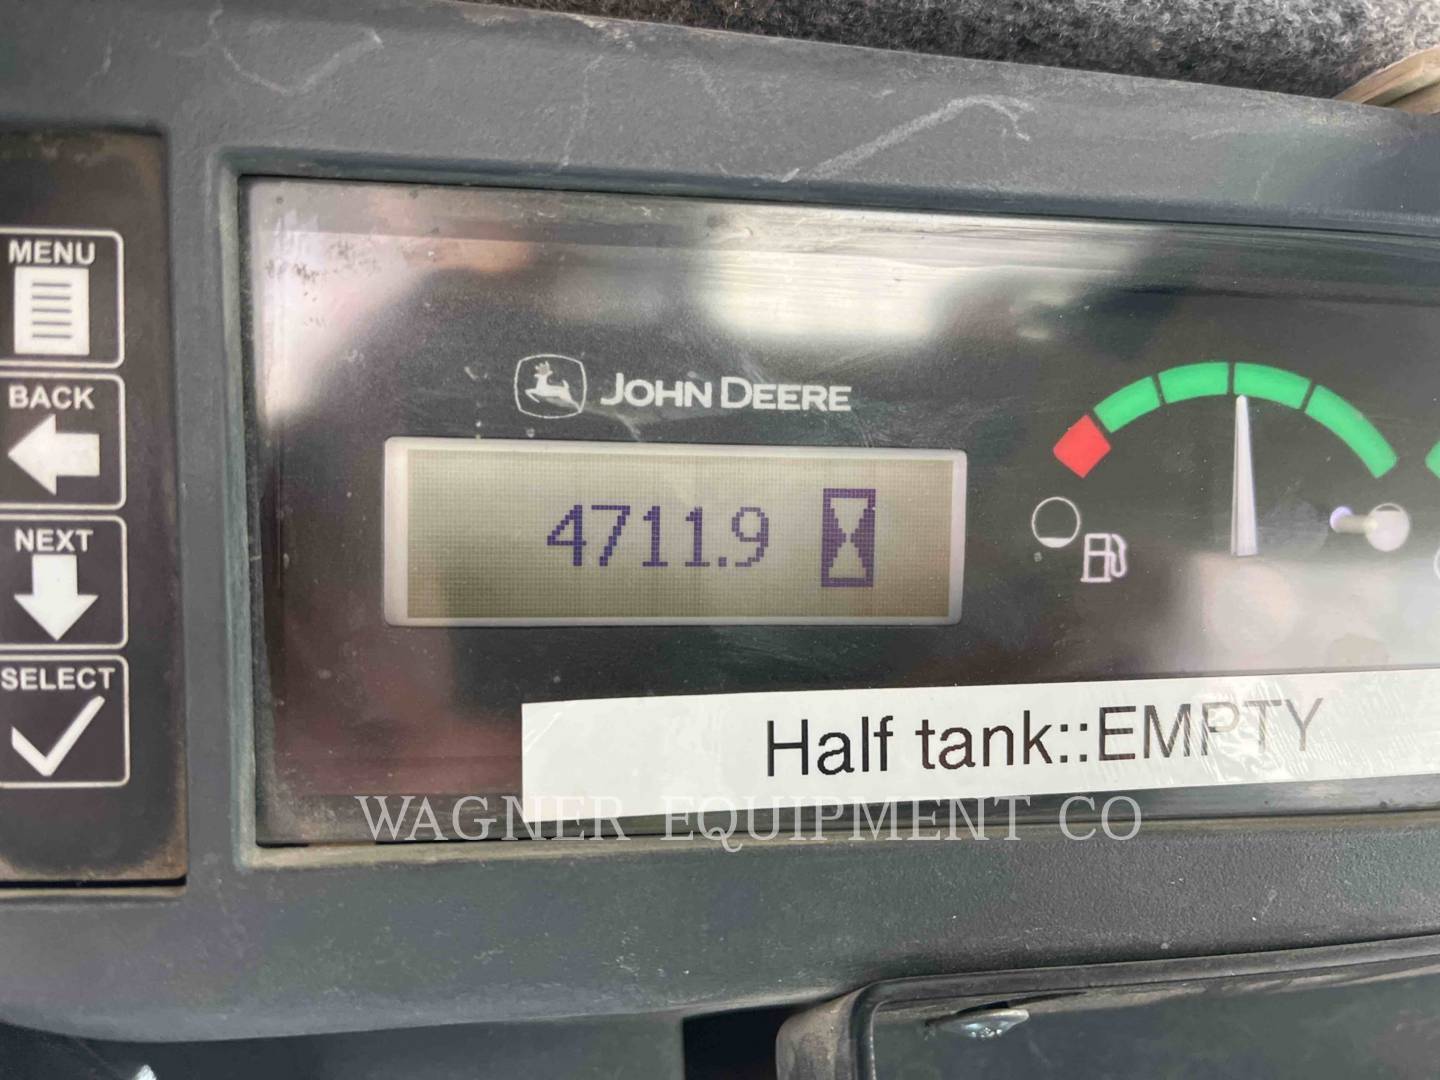 MENU
BACK
NEXT
SELECT
JOHN DEERE
4711.9
Half tank::EMPTY
WAGNER EQUIPMENT CO